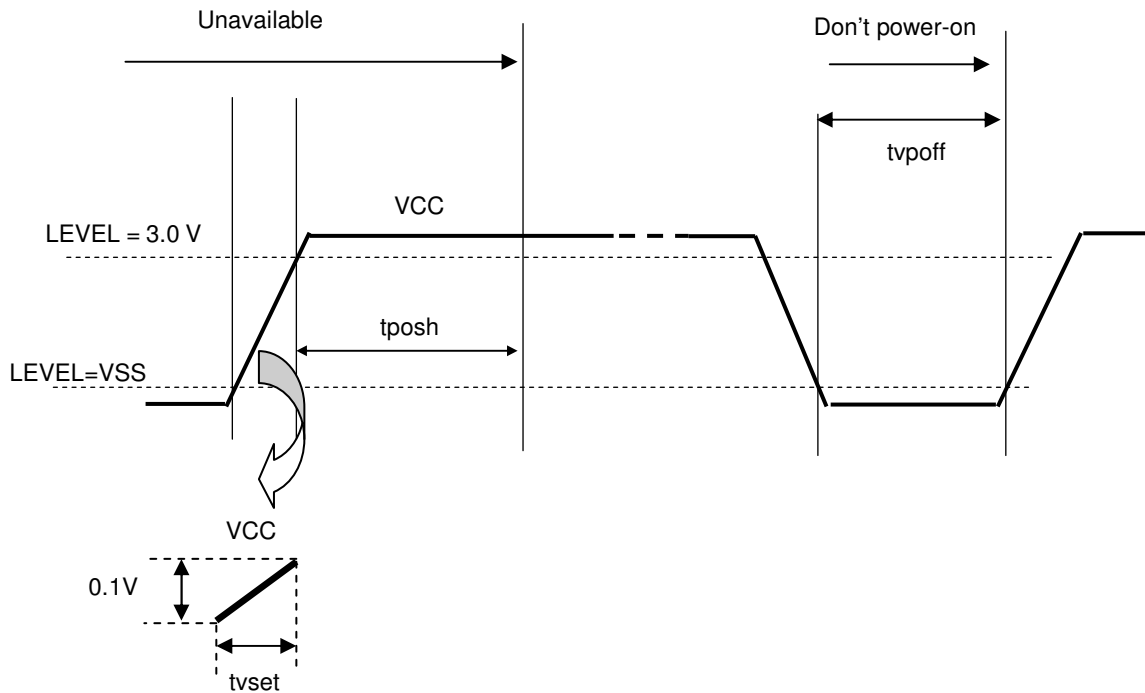 Unavailable
Don't power-on
tvpoff
VCC
LEVEL = 3.0 V
tposh
LEVEL=VSS
VCC
0.1V
tvset